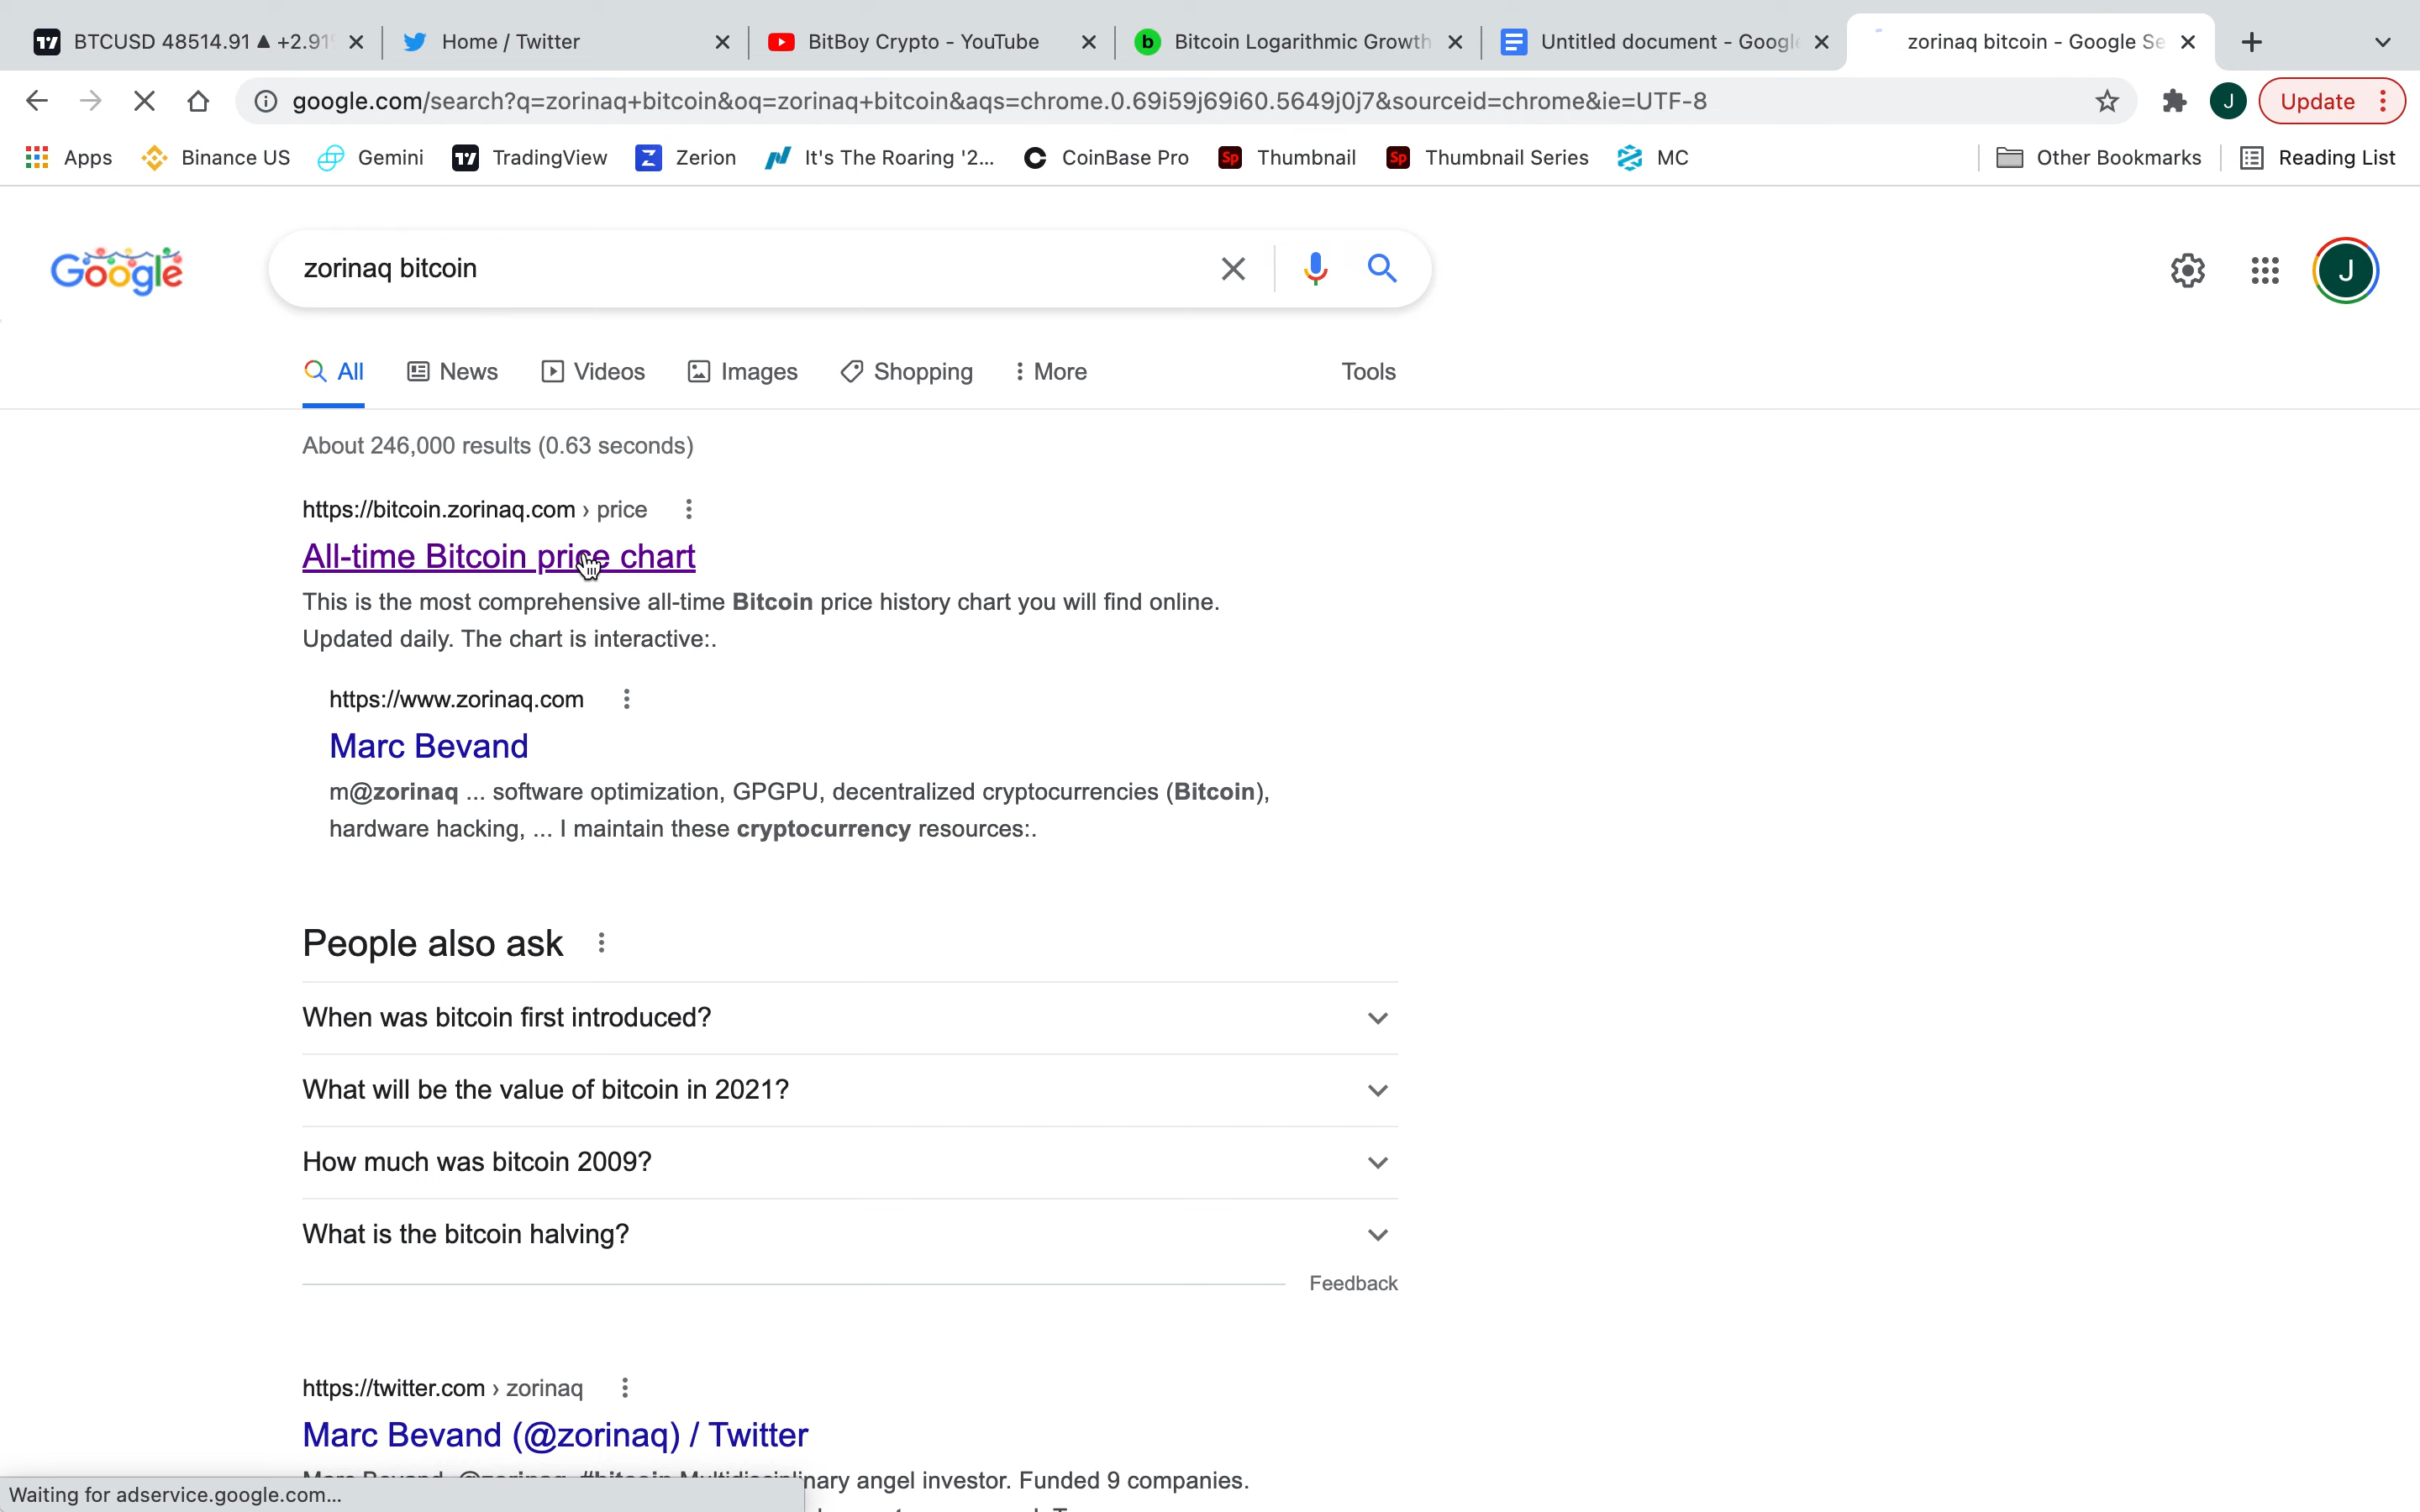 BTCUSD 48514.91 ▲ +2.91
Home / Twitter
BitBoy Crypto - YouTube
Bitcoin Logarithmic Growth
Untitled document - Googl
zorinaq bitcoin - Google Se
google.com/search?q=zorinaq+bitcoin&oq=zorinaq+bitcoin&aqs=chrome.0.69i59j69i60.5649j0j7&sourceid=chrome&ie=UTF-8
J
Update
Apps
Binance US
Gemini
TradingView
Zerion
It's The Roaring '2...
CoinBase Pro
Thumbnail
Thumbnail Series
MC
Other Bookmarks
Reading List
Google
zorinaq bitcoin
J
All
News
Videos
Images
Shopping
More
Tools
About 246,000 results (0.63 seconds)
https://bitcoin.zorinaq.com › price
All-time Bitcoin price chart
This is the most comprehensive all-time Bitcoin price history chart you will find online.
Updated daily. The chart is interactive:.
https://www.zorinaq.com
Marc Bevand
m@zorinaq ... software optimization, GPGPU, decentralized cryptocurrencies (Bitcoin),
hardware hacking, ... I maintain these cryptocurrency resources:.
People also ask
When was bitcoin first introduced?
What will be the value of bitcoin in 2021?
How much was bitcoin 2009?
What is the bitcoin halving?
Feedback
https://twitter.com › zorinaq
Marc Bevand (@zorinaq) / Twitter
angel investor. Funded 9 companies.
Waiting for adservice.google.com...